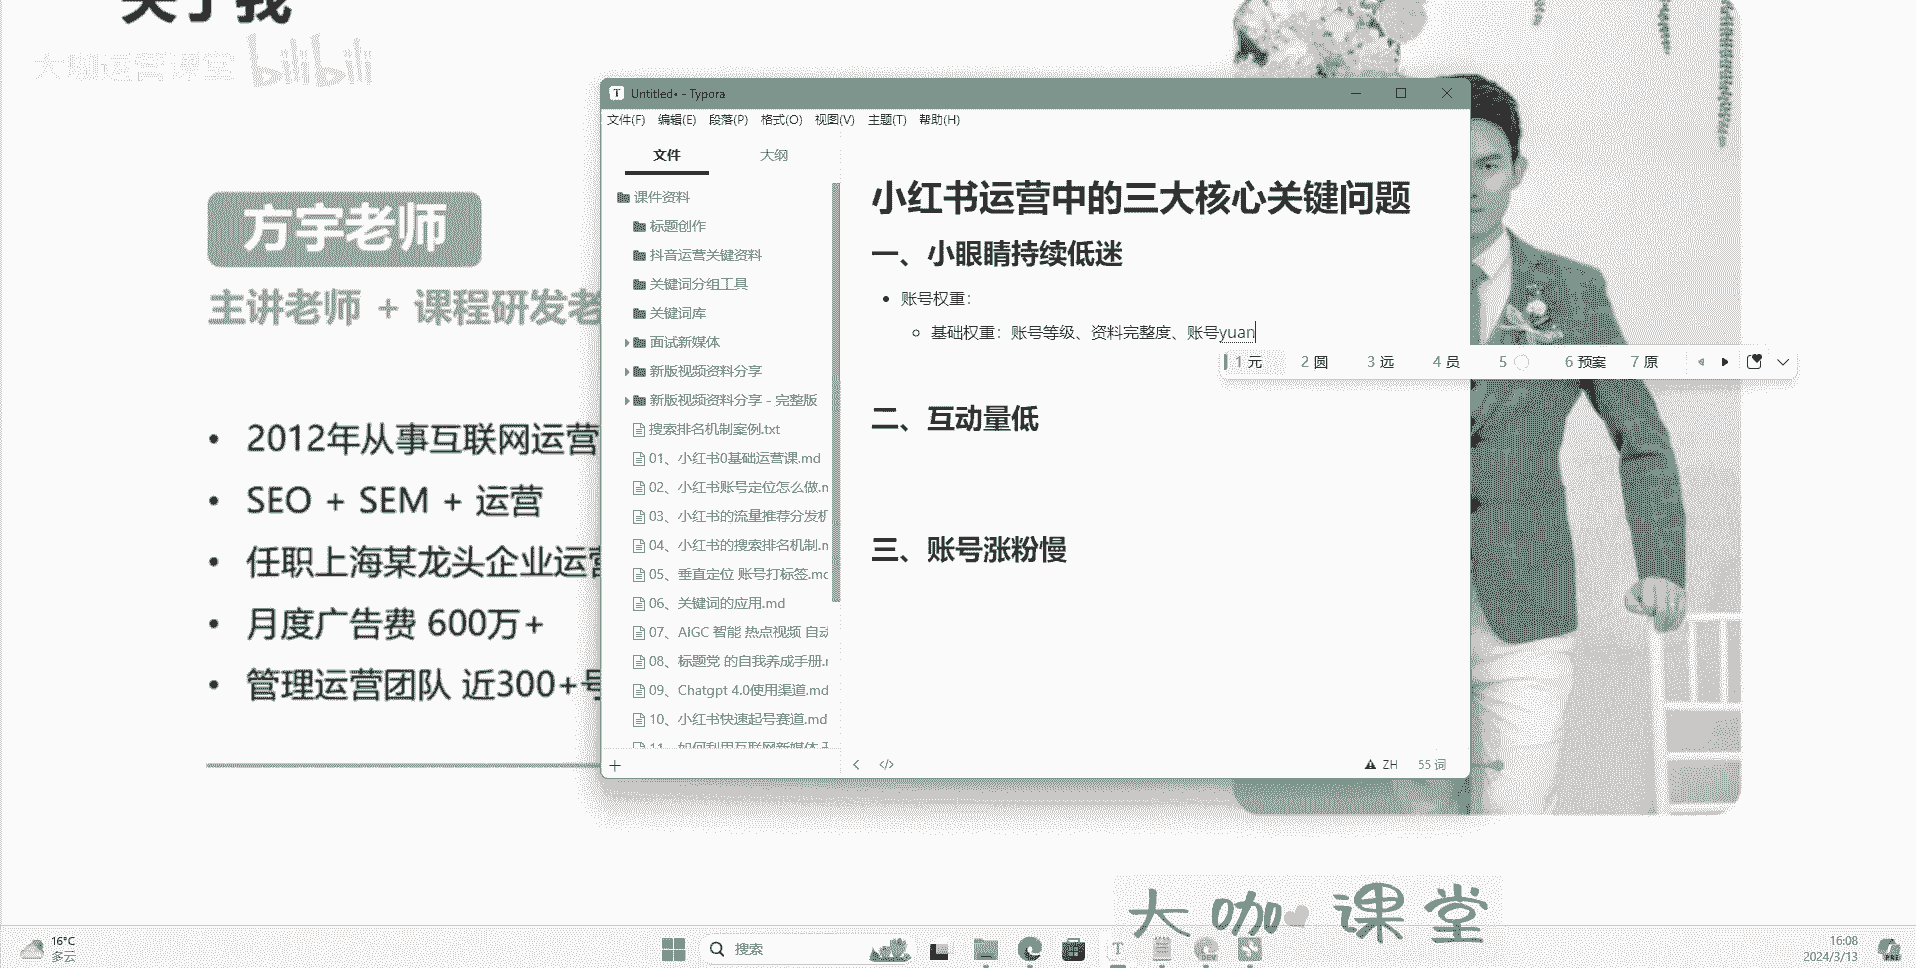 关于我
大咖运营课堂 bilibili
方宇老师
主讲老师 + 课程研发老
• 2012年从事互联网运营
• SEO + SEM + 运营
• 任职上海某龙头企业运营
• 月度广告费 600万+
• 管理运营团队 近300+号
Untitled• - Typora
文件(F) 编辑(E) 段落(P) 格式(O) 视图(V) 主题(T) 帮助(H)
文件 大纲
课件资料
标题创作
抖音运营关键资料
关键词分组工具
关键词库
面试新媒体
新版视频资料分享
新版视频资料分享 - 完整版
搜索排名机制案例.txt
01、小红书0基础运营课.md
02、小红书账号定位怎么做.m
03、小红书的流量推荐分发机
04、小红书的搜索排名机制.m
05、垂直定位 账号打标签.md
06、关键词的应用.md
07、AIGC 智能 热点视频 自动
08、标题党 的自我养成手册.m
09、Chatgpt 4.0使用渠道.md
10、小红书快速起号赛道.md
11、如何利用互联网新媒体
小红书运营中的三大核心关键问题
一、小眼睛持续低迷
• 账号权重：
基础权重：账号等级、资料完整度、账号yuan
1 元 2 圆 3 远 4 员 5 〇 6 预案 7 原
二、互动量低
三、账号涨粉慢
</> ZH 55 词
大咖课堂
16°C
多云
搜索
16:08
2024/3/13